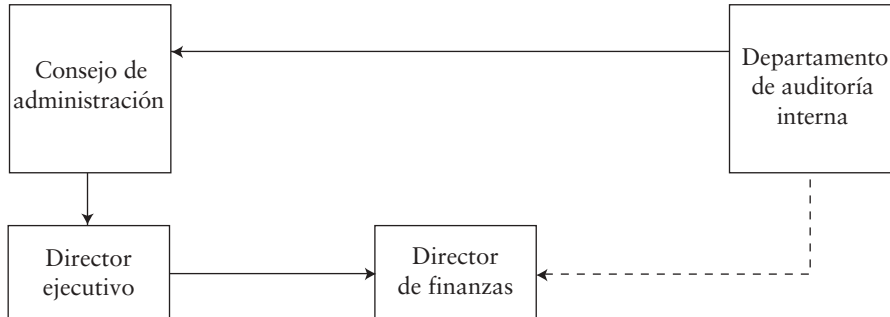 Consejo de
administración
Departamento
de auditoría
interna
Director
ejecutivo
Director
de finanzas